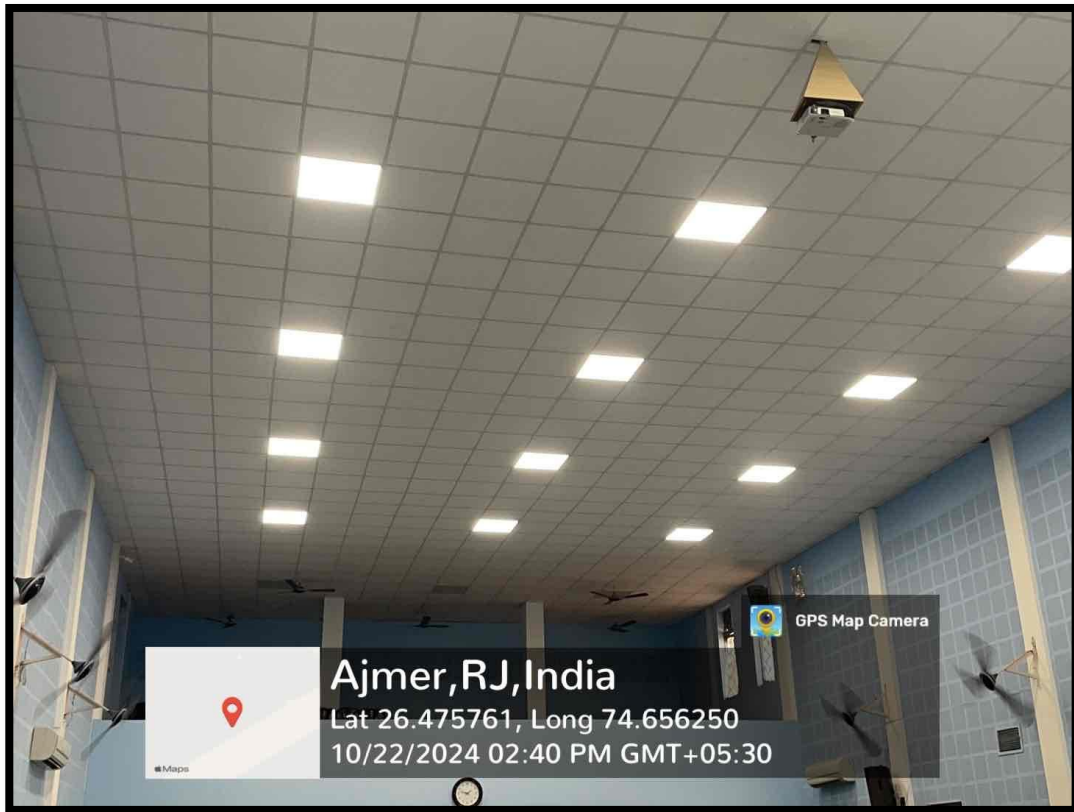 GPS Map Camera
Ajmer,RJ,India
Lat 26.475761, Long 74.656250
10/22/2024 02:40 PM GMT+05:30
Maps